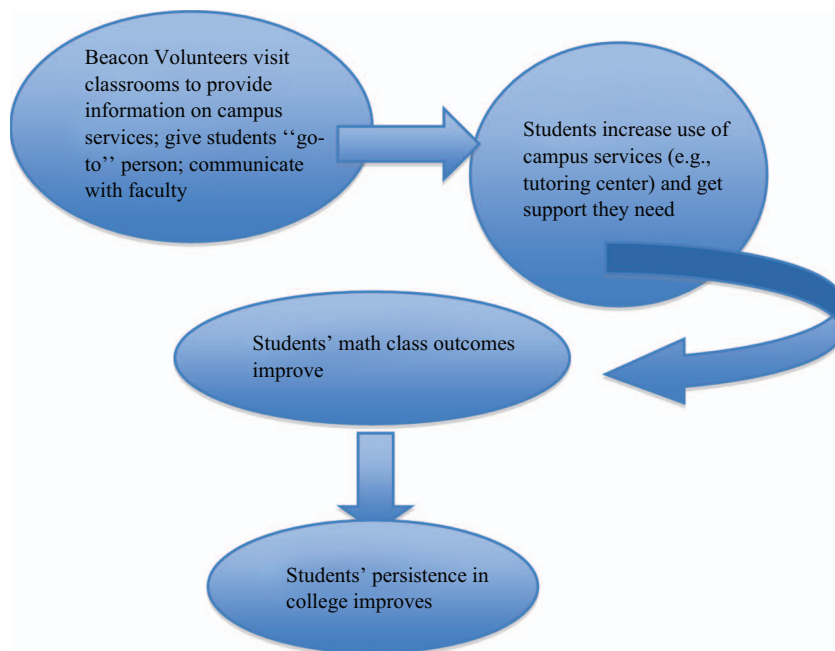 Beacon Volunteers visit
classrooms to provide
information on campus
services; give students ‘‘go-
to’’ person; communicate
with faculty
Students increase use of
campus services (e.g.,
tutoring center) and get
support they need
Students’ math class outcomes
improve
Students’ persistence in
college improves